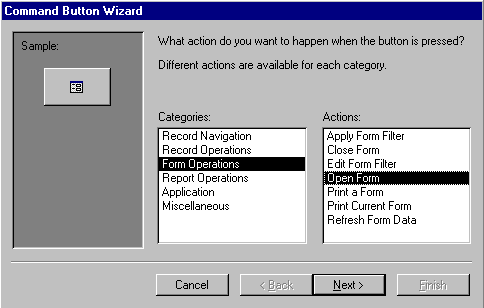 Command Button Wizard
Sample:
What action do you want to happen when the button is pressed?
Different actions are available for each category.
Categories:
Record Navigation
Record Operations
Form Operations
Report Operations
Application
Miscellaneous
Actions:
Apply Form Filter
Close Form
Edit Form Filter
Open Form
Print a Form
Print Current Form
Refresh Form Data
Cancel
< Back
Next >
Finish